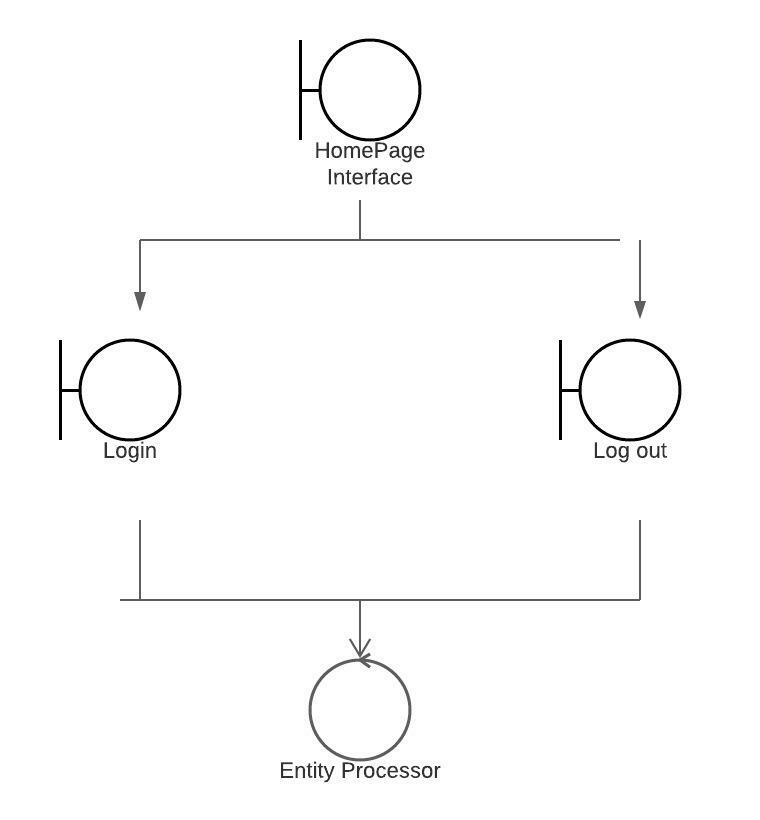 HomePage
Interface
Login
Log out
Entity Processor